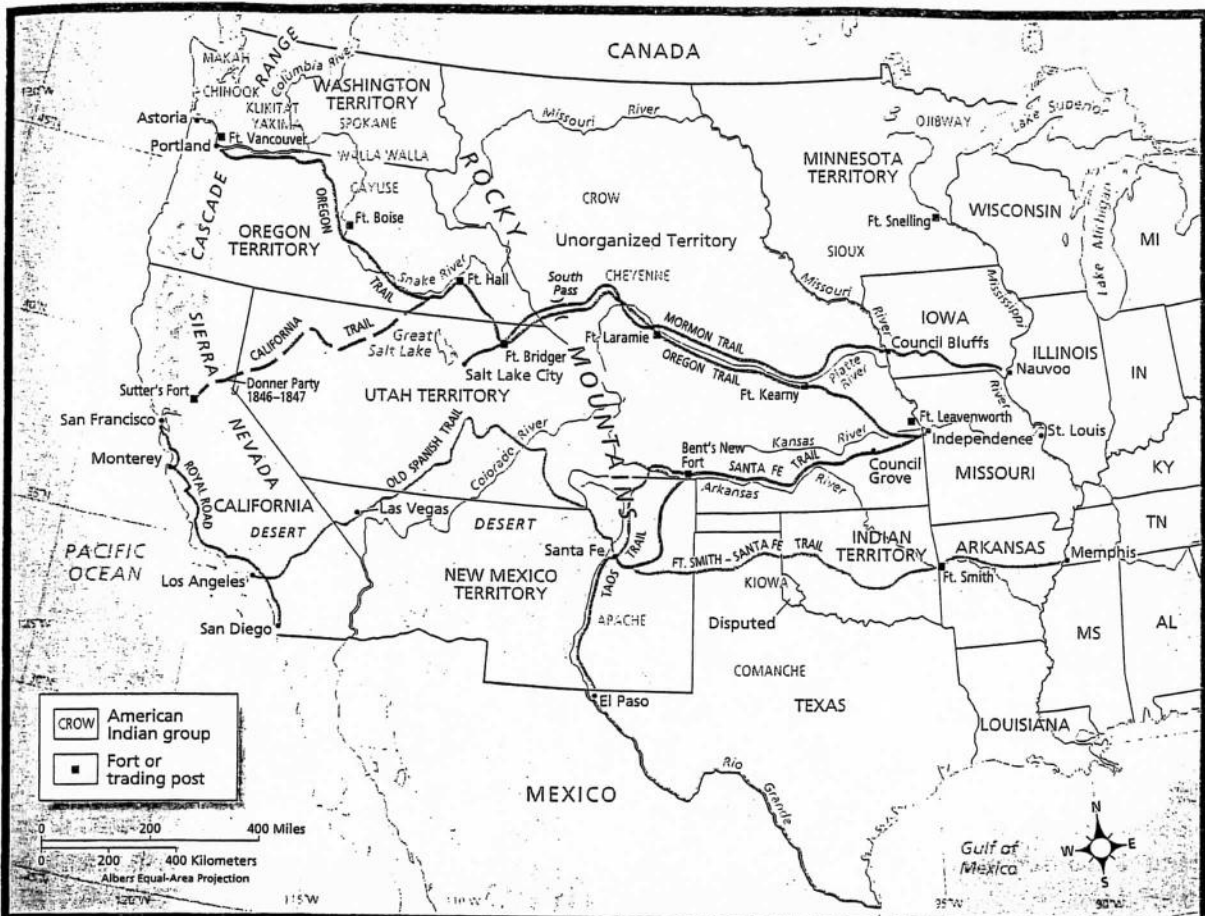 CANADA
MAKAH
RANGE
Columbia River
CHIHOOK
WASHINGTON
TERRITORY
KLIKITAT
YAKIMA
SPOKANE
Astoria
Ft. Vancouver
Portland
WALLA WALLA
CAYUSE
CASCADE
OREGON
TRAIL
Ft. Boise
OREGON
TERRITORY
Snake River
Ft. Hall
ROCKY
MOUNTAINS
Missouri River
CROW
Unorganized Territory
CHEYENNE
South
Pass
OJIBWAY
Lake Superior
MINNESOTA
TERRITORY
Ft. Snelling
SIOUX
WISCONSIN
Lake Michigan
MI
Missouri
River
Mississippi
River
IOWA
Council Bluffs
ILLINOIS
Nauvoo
IN
SIERRA
NEVADA
CALIFORNIA
TRAIL
Great
Salt Lake
Ft. Bridger
Salt Lake City
Ft. Laramie
MORMON TRAIL
OREGON TRAIL
Platte
River
Ft. Kearny
Sutter's Fort
Donner Party
1846–1847
UTAH TERRITORY
San Francisco
Monterey
ROYAL ROAD
OLD SPANISH TRAIL
Colorado
River
Ft. Leavenworth
Independence
St. Louis
Kansas
River
Bent's New
Fort
SANTA FE TRAIL
Council
Grove
MISSOURI
KY
Arkansas
River
CALIFORNIA
DESERT
Las Vegas
DESERT
Santa Fe
TAOS
TRAIL
FT. SMITH – SANTA FE TRAIL
INDIAN
TERRITORY
ARKANSAS
Memphis
TN
Ft. Smith
KIOWA
PACIFIC
OCEAN
Los Angeles
San Diego
NEW MEXICO
TERRITORY
APACHE
Disputed
COMANCHE
TEXAS
MS
AL
LOUISIANA
El Paso
MEXICO
Rio
Grande
Gulf of
Mexico
N
W
E
S
CROW
American
Indian group
Fort or
trading post
0 200 400 Miles
0 200 400 Kilometers
Albers Equal-Area Projection
120°W
115°W
110°W
95°W
90°W